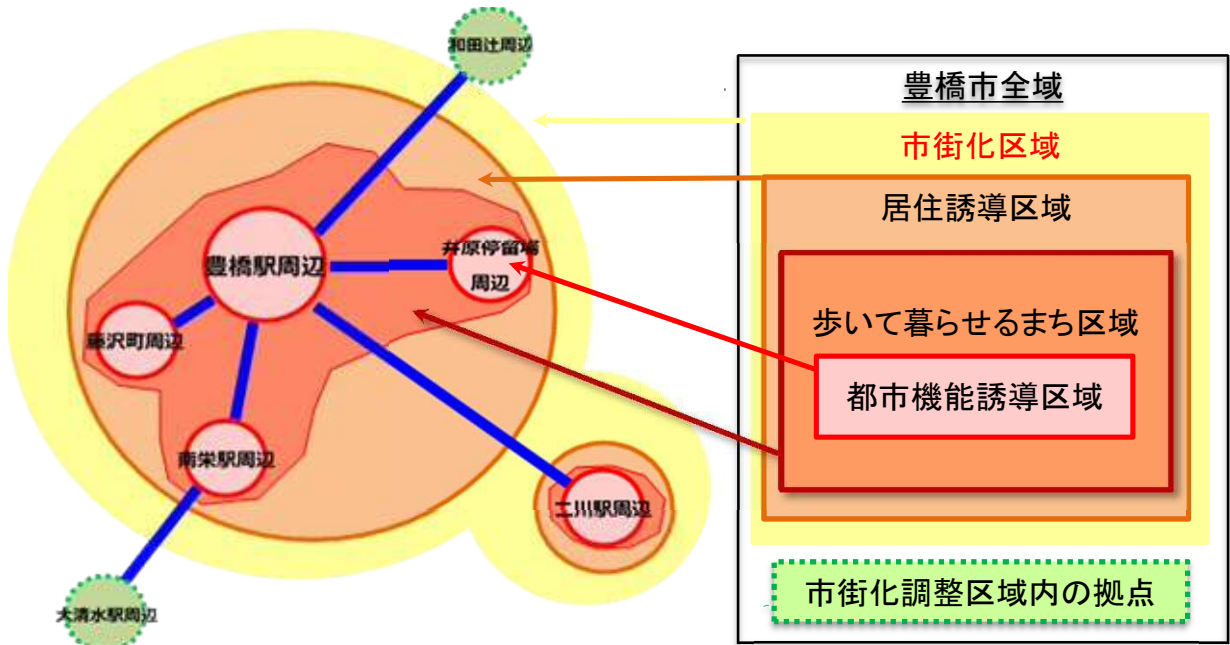 和田辻周辺
豊橋駅周辺
井原停留場
周辺
藤沢町周辺
南栄駅周辺
二川駅周辺
大清水駅周辺
豊橋市全域
市街化区域
居住誘導区域
歩いて暮らせるまち区域
都市機能誘導区域
市街化調整区域内の拠点